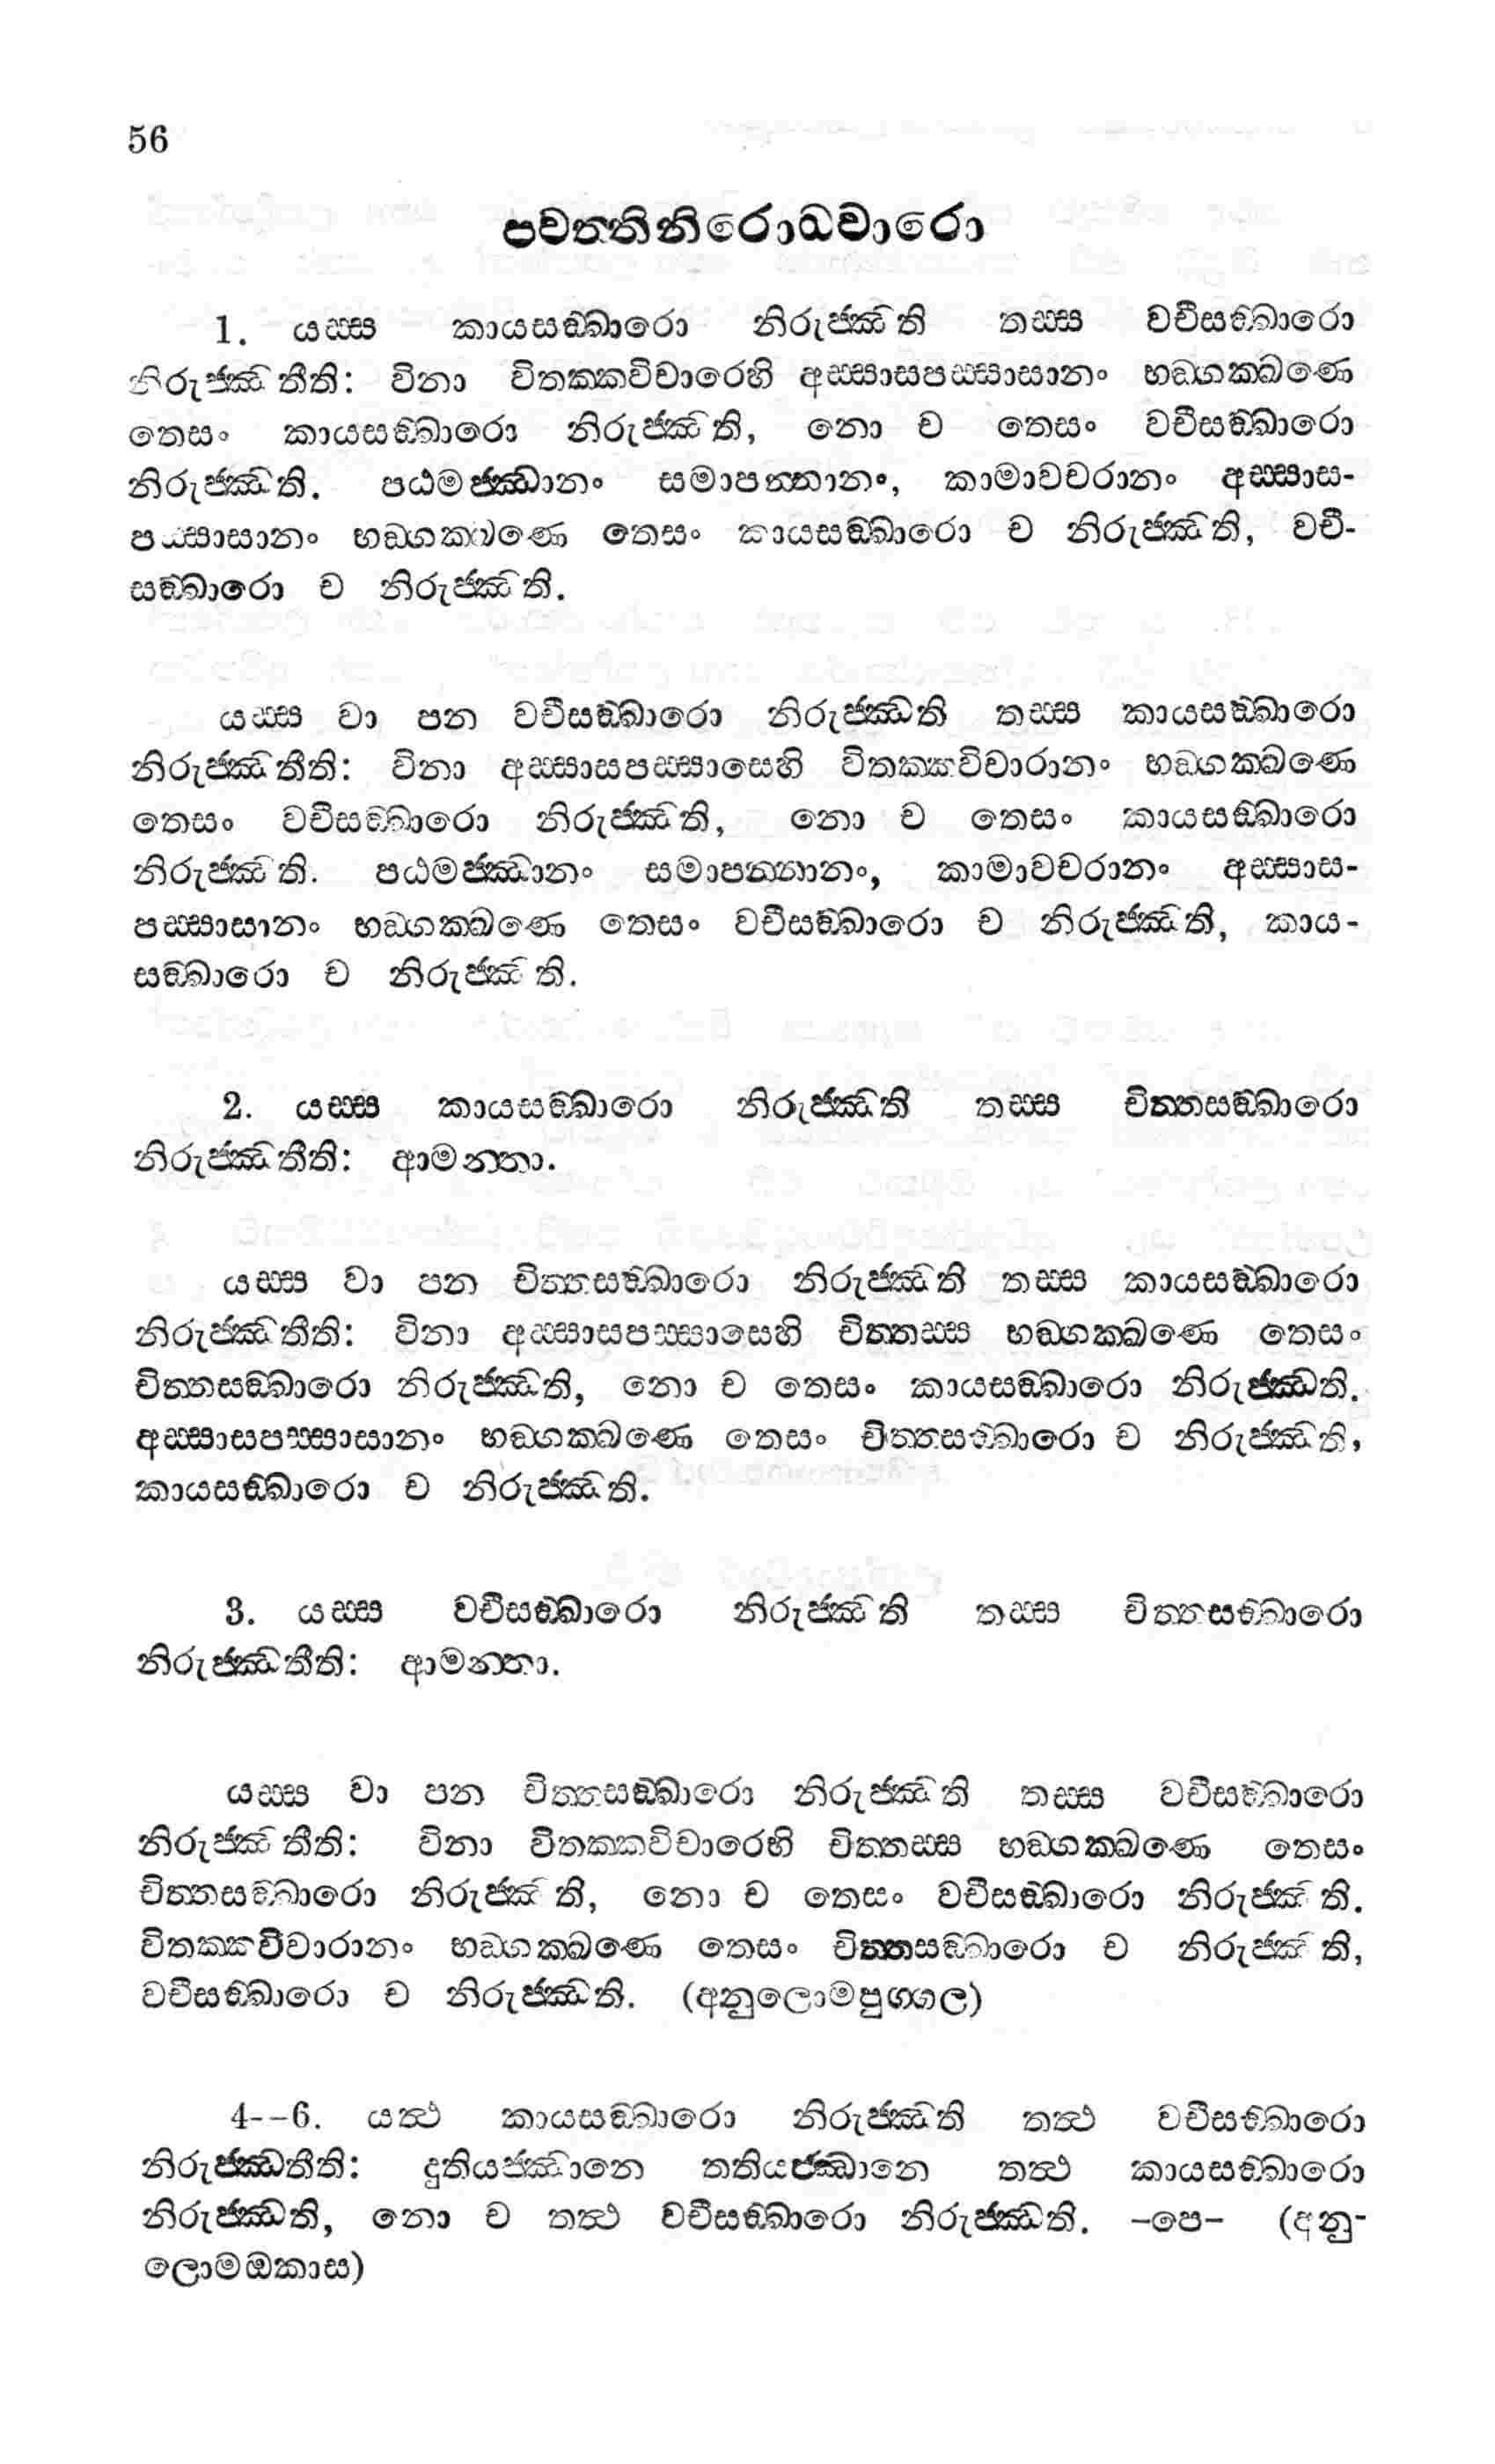 56
පවත්තිනිරොධවාරො
1. යස්ස කායසඞ්ඛාරො නිරුජ්ඣති තස්ස වචීසඞ්ඛාරො
නිරුජ්ඣතීති: විනා විතක්කවිචාරෙහි අස්සාසපස්සාසානං භඞ්ගක්ඛණෙ
තෙසං කායසඞ්ඛාරො නිරුජ්ඣති, නො ච තෙසං වචීසඞ්ඛාරො
නිරුජ්ඣති. පඨමජ්ඣානං සමාපන්නානං, කාමාවචරානං අස්සාස-
පස්සාසානං භඞ්ගක්ඛණෙ තෙසං කායසඞ්ඛාරො ච නිරුජ්ඣති, වචී-
සඞ්ඛාරො ච නිරුජ්ඣති.
යස්ස වා පන වචීසඞ්ඛාරො නිරුජ්ඣති තස්ස කායසඞ්ඛාරො
නිරුජ්ඣතීති: විනා අස්සාසපස්සාසෙහි විතක්කවිචාරානං භඞ්ගක්ඛණෙ
තෙසං වචීසඞ්ඛාරො නිරුජ්ඣති, නො ච තෙසං කායසඞ්ඛාරො
නිරුජ්ඣති. පඨමජ්ඣානං සමාපන්නානං, කාමාවචරානං අස්සාස-
පස්සාසානං භඞ්ගක්ඛණෙ තෙසං වචීසඞ්ඛාරො ච නිරුජ්ඣති, කාය-
සඞ්ඛාරො ච නිරුජ්ඣති.
2. යස්ස කායසඞ්ඛාරො නිරුජ්ඣති තස්ස චිත්තසඞ්ඛාරො
නිරුජ්ඣතීති: ආමන්තා.
යස්ස වා පන චිත්තසඞ්ඛාරො නිරුජ්ඣති තස්ස කායසඞ්ඛාරො
නිරුජ්ඣතීති: විනා අස්සාසපස්සාසෙහි චිත්තස්ස භඞ්ගක්ඛණෙ තෙසං
චිත්තසඞ්ඛාරො නිරුජ්ඣති, නො ච තෙසං කායසඞ්ඛාරො නිරුජ්ඣති.
අස්සාසපස්සාසානං භඞ්ගක්ඛණෙ තෙසං චිත්තසඞ්ඛාරො ච නිරුජ්ඣති,
කායසඞ්ඛාරො ච නිරුජ්ඣති.
3. යස්ස වචීසඞ්ඛාරො නිරුජ්ඣති තස්ස චිත්තසඞ්ඛාරො
නිරුජ්ඣතීති: ආමන්තා.
යස්ස වා පන චිත්තසඞ්ඛාරො නිරුජ්ඣති තස්ස වචීසඞ්ඛාරො
නිරුජ්ඣතීති: විනා විතක්කවිචාරෙභි චිත්තස්ස භඞ්ගක්ඛණෙ තෙසං
චිත්තසඞ්ඛාරො නිරුජ්ඣති, නො ච තෙසං වචීසඞ්ඛාරො නිරුජ්ඣති.
විතක්කවිචාරානං භඞ්ගක්ඛණෙ තෙසං චිත්තසඞ්ඛාරො ච නිරුජ්ඣති,
වචීසඞ්ඛාරො ච නිරුජ්ඣති. (අනුලොමපුග්ගල)
4--6. යත්ථ කායසඞ්ඛාරො නිරුජ්ඣති තත්ථ වචීසඞ්ඛාරො
නිරුජ්ඣතීති: දුතියජ්ඣානෙ තතියජ්ඣානෙ තත්ථ කායසඞ්ඛාරො
නිරුජ්ඣති, නො ච තත්ථ වචීසඞ්ඛාරො නිරුජ්ඣති. -පෙ- (අනු-
ලොමඔකාස)